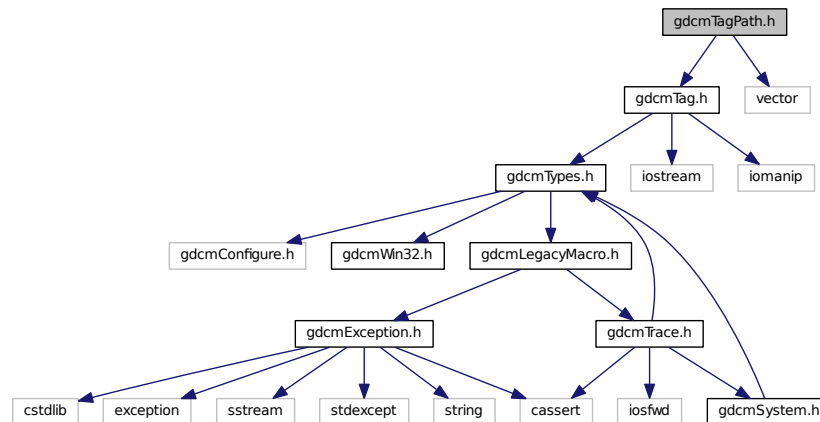 gdcmTagPath.h
gdcmTag.h
vector
gdcmTypes.h
iostream
iomanip
gdcmConfigure.h
gdcmWin32.h
gdcmLegacyMacro.h
gdcmException.h
gdcmTrace.h
cstdlib
exception
sstream
stdexcept
string
cassert
iosfwd
gdcmSystem.h